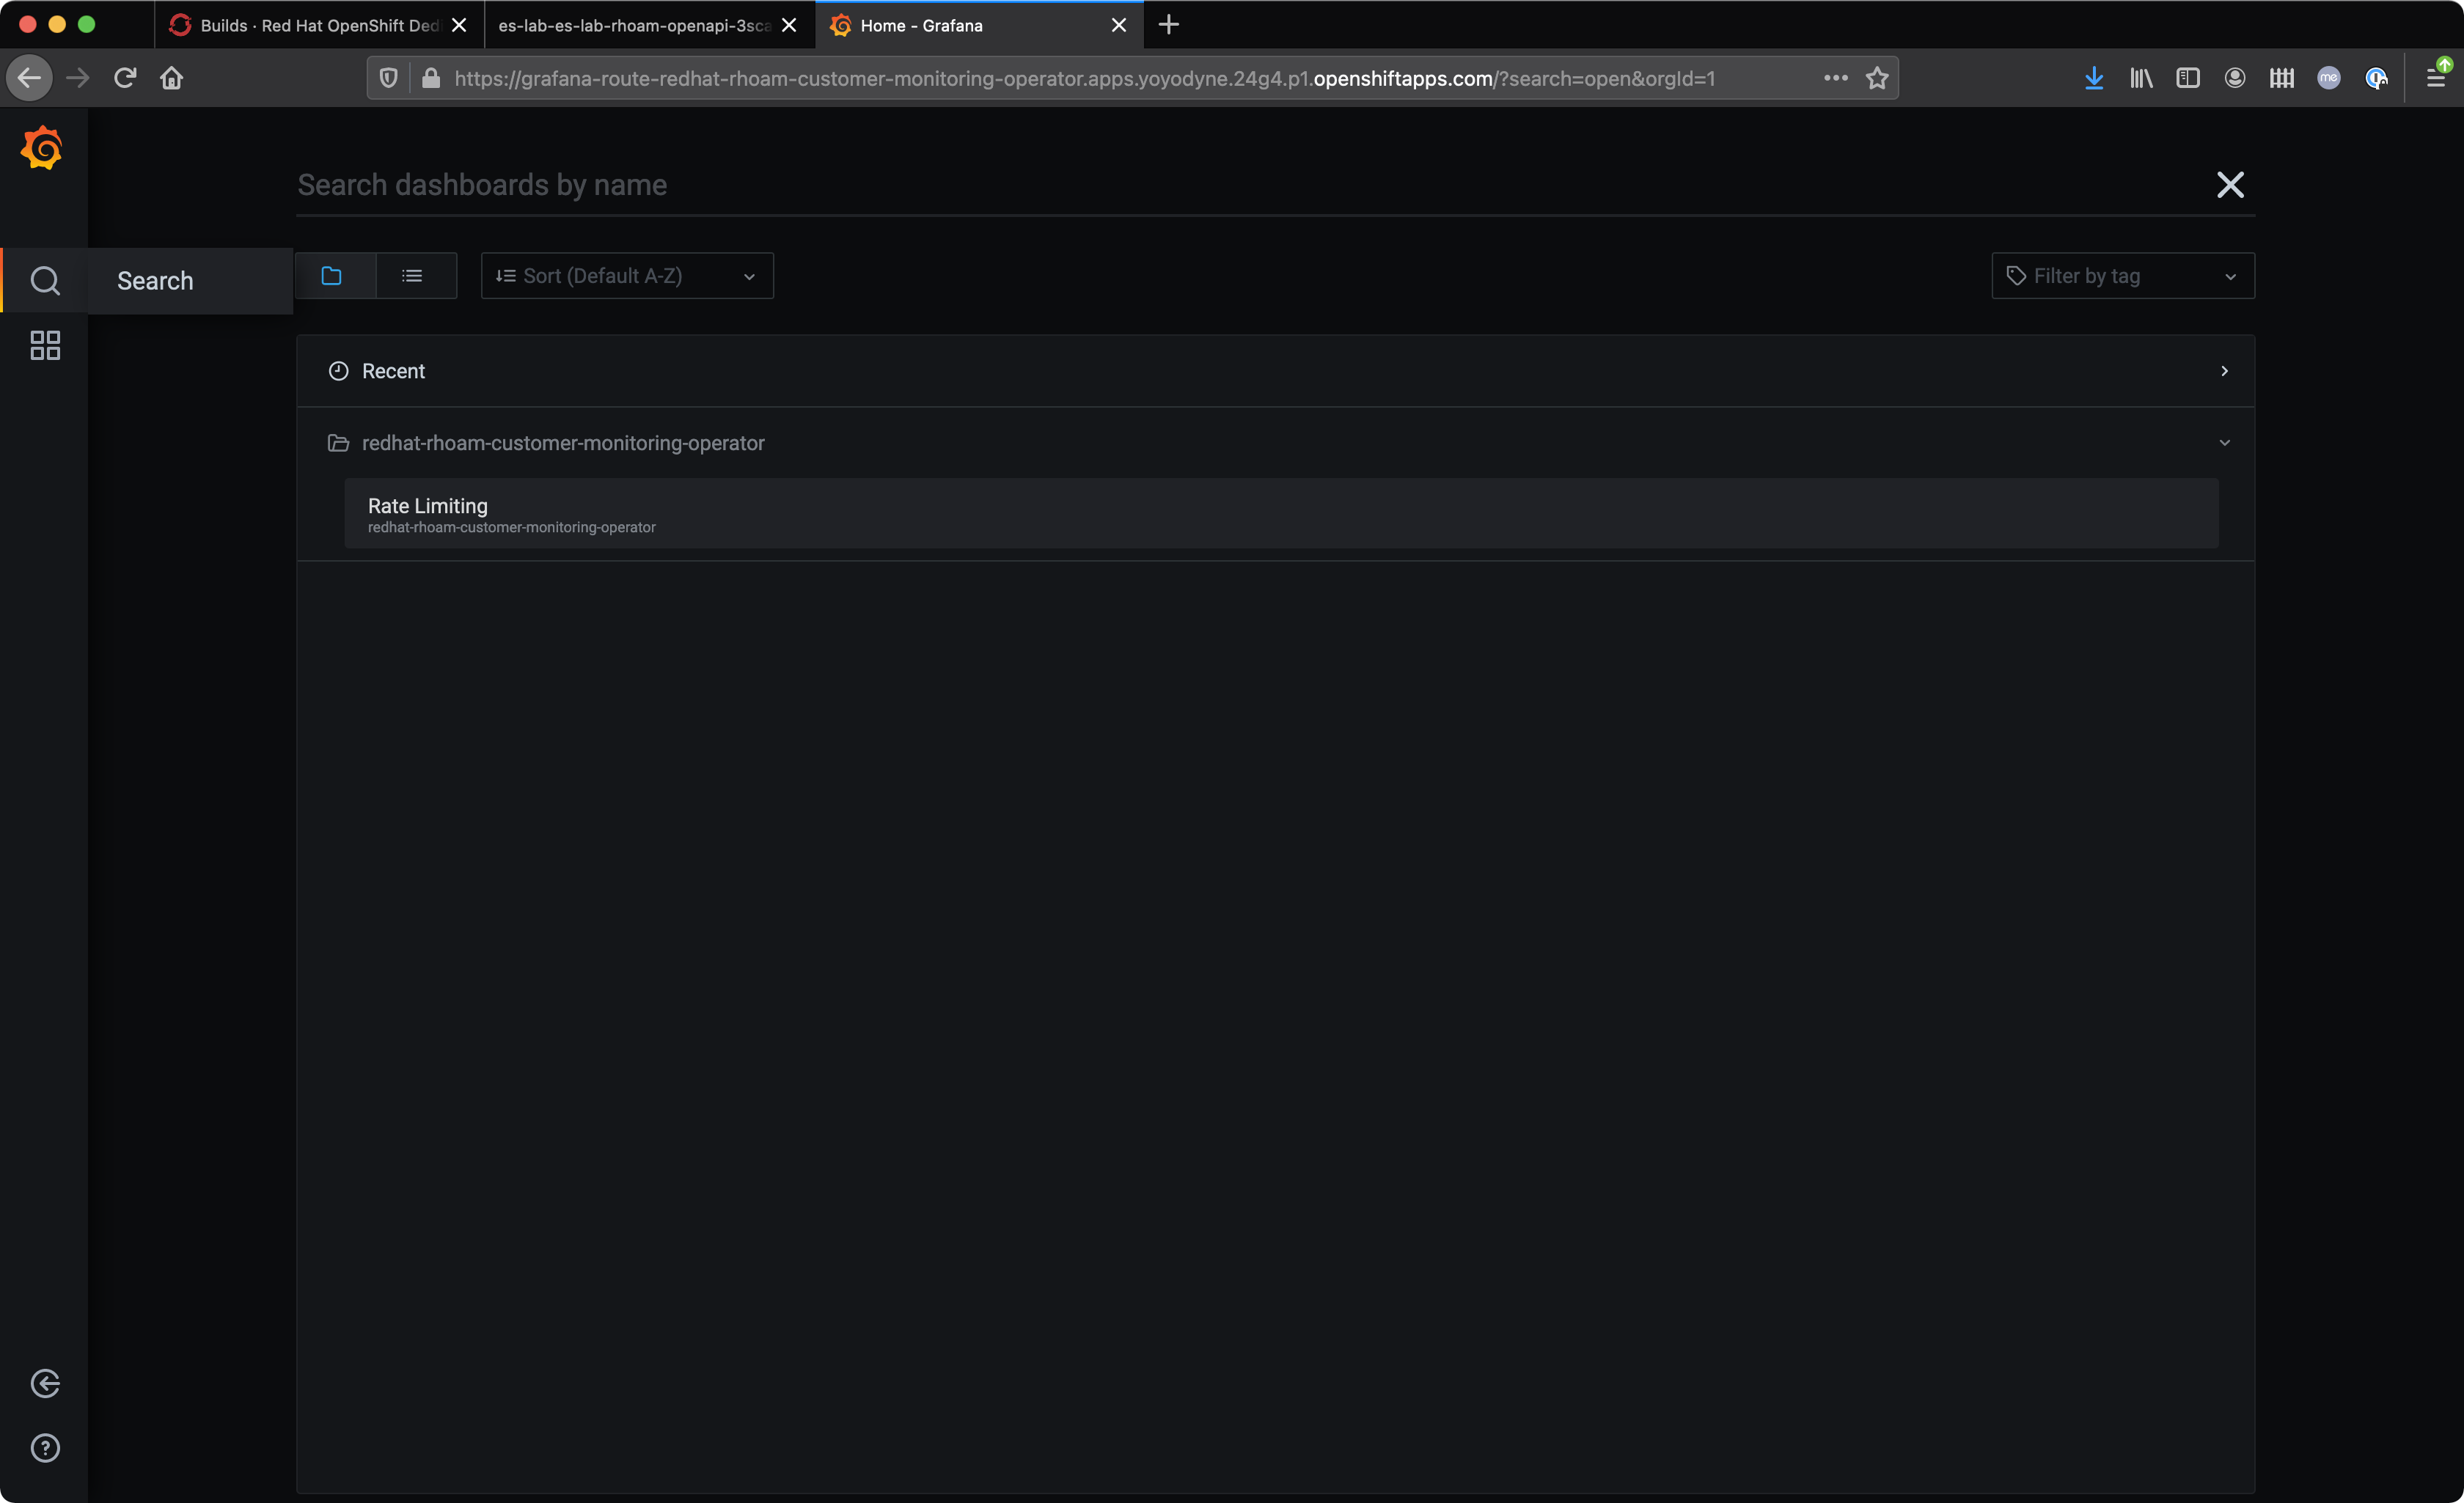 Builds · Red Hat OpenShift Ded
es-lab-es-lab-rhoam-openapi-3sca
Home - Grafana
https://grafana-route-redhat-rhoam-customer-monitoring-operator.apps.yoyodyne.24g4.p1.openshiftapps.com/?search=open&orgId=1
me
Search dashboards by name
Search
Sort (Default A-Z)
Filter by tag
Recent
redhat-rhoam-customer-monitoring-operator
Rate Limiting
redhat-rhoam-customer-monitoring-operator